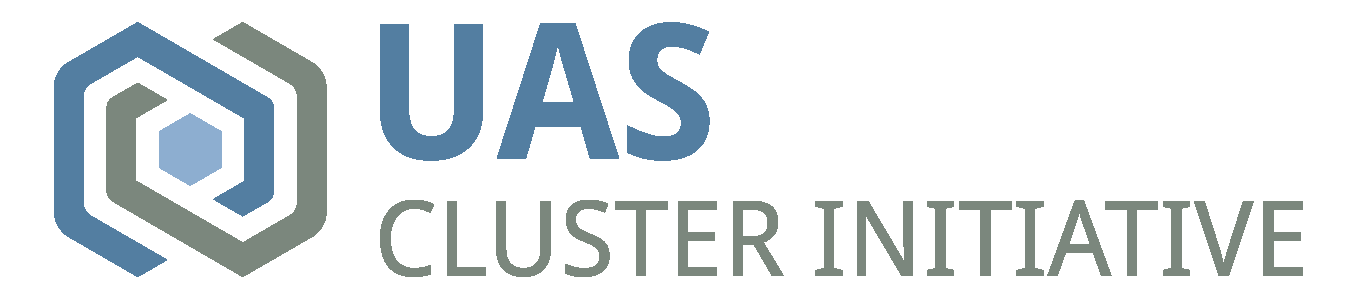 UAS
CLUSTER INITIATIVE